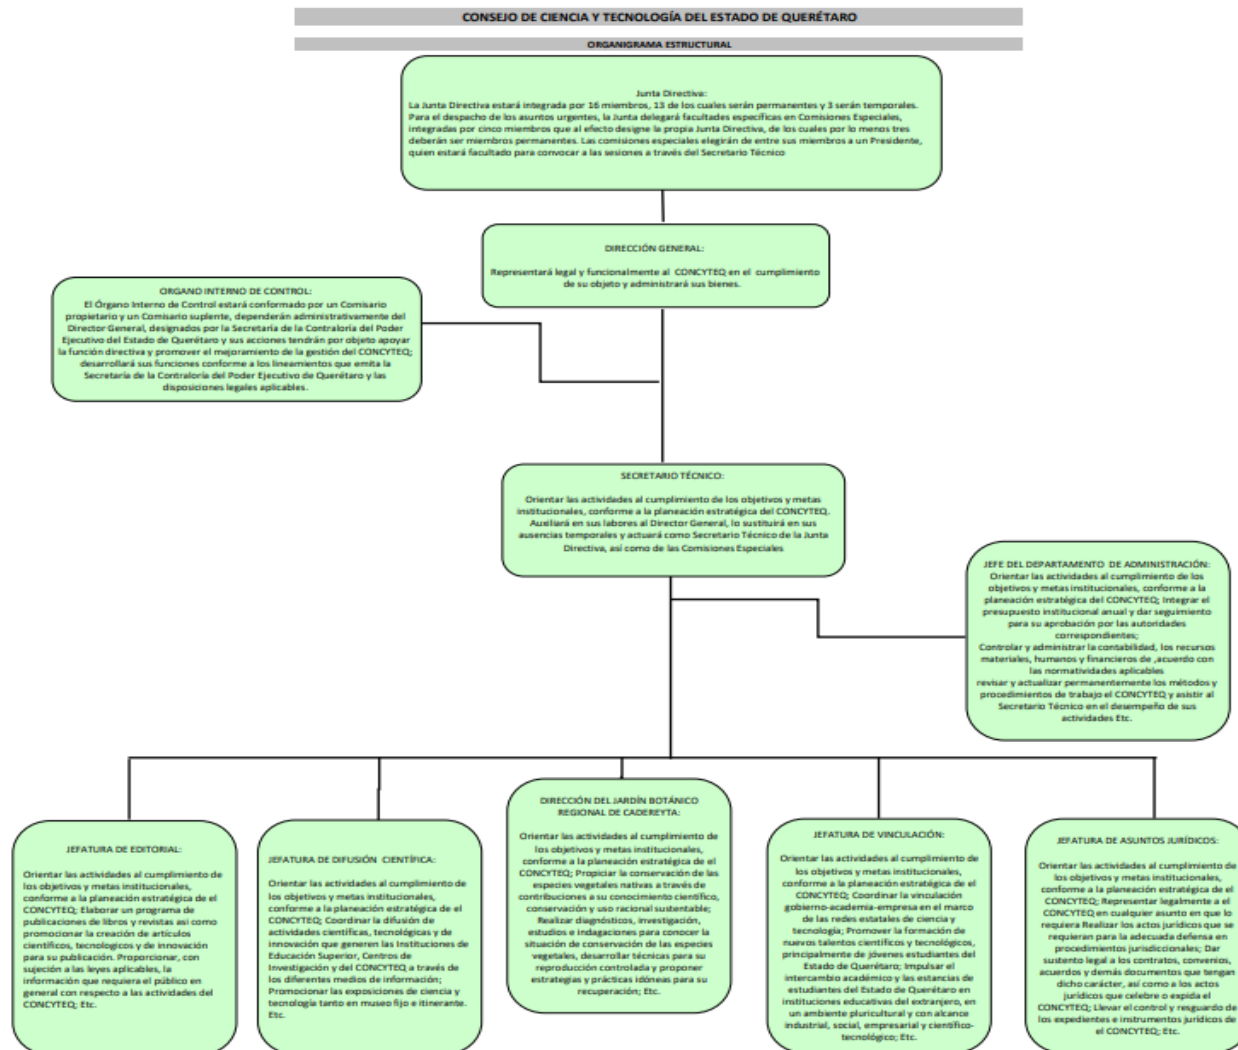 CONSEJO DE CIENCIA Y TECNOLOGÍA DEL ESTADO DE QUERÉTARO
ORGANIGRAMA ESTRUCTURAL
Junta Directiva:
La Junta Directiva estará integrada por 16 miembros, 13 de los cuales serán permanentes y 3 serán temporales.
Para el despacho de los asuntos urgentes, la Junta delegará facultades específicas en Comisiones Especiales,
integradas por cinco miembros que al efecto designe la propia Junta Directiva, de los cuales por lo menos tres
deberán ser miembros permanentes. Las comisiones especiales elegirán de entre sus miembros a un Presidente,
quien estará facultado para convocar a las sesiones a través del Secretario Técnico
DIRECCIÓN GENERAL:
Representará legal y funcionalmente al CONCYTEQ en el cumplimiento
de su objeto y administrará sus bienes.
ORGANO INTERNO DE CONTROL:
El Órgano Interno de Control estará conformado por un Comisario
propietario y un Comisario suplente, dependerán administrativamente del
Director General, designados por la Secretaría de la Contraloría del Poder
Ejecutivo del Estado de Querétaro y sus acciones tendrán por objeto apoyar
la función directiva y promover el mejoramiento de la gestión del CONCYTEQ;
desarrollará sus funciones conforme a los lineamientos que emita la
Secretaría de la Contraloría del Poder Ejecutivo de Querétaro y las
disposiciones legales aplicables.
SECRETARIO TÉCNICO:
Orientar las actividades al cumplimiento de los objetivos y metas
institucionales, conforme a la planeación estratégica del CONCYTEQ.
Auxiliará en sus labores al Director General, lo sustituirá en sus
ausencias temporales y actuará como Secretario Técnico de la Junta
Directiva, así como de las Comisiones Especiales
JEFE DEL DEPARTAMENTO DE ADMINISTRACIÓN:
Orientar las actividades al cumplimiento de los
objetivos y metas institucionales, conforme a la
planeación estratégica del CONCYTEQ; Integrar el
presupuesto institucional anual y dar seguimiento
para su aprobación por las autoridades
correspondientes;
Controlar y administrar la contabilidad, los recursos
materiales, humanos y financieros de ,acuerdo con
las normatividades aplicables
revisar y actualizar permanentemente los métodos y
procedimientos de trabajo el CONCYTEQ y asistir al
Secretario Técnico en el desempeño de sus
actividades Etc.
JEFATURA DE EDITORIAL:
Orientar las actividades al cumplimiento de
los objetivos y metas institucionales,
conforme a la planeación estratégica de el
CONCYTEQ; Elaborar un programa de
publicaciones de libros y revistas asi como
promocionar la creación de artículos
científicos, tecnologicos y de innovación
para su publicación. Proporcionar, con
sujeción a las leyes aplicables, la
información que requiera el público en
general con respecto a las actividades del
CONCYTEQ; Etc.
JEFATURA DE DIFUSIÓN CIENTÍFICA:
Orientar las actividades al cumplimiento de
los objetivos y metas institucionales,
conforme a la planeación estratégica de el
CONCYTEQ; Coordinar la difusión de
actividades científicas, tecnológicas y de
innovación que generen las Instituciones de
Educación Superior, Centros de
Investigación y del CONCYTEQ a través de
los diferentes medios de información;
Promocionar las exposiciones de ciencia y
tecnología tanto en museo fijo e itinerante.
Etc.
DIRECCIÓN DEL JARDÍN BOTÁNICO
REGIONAL DE CADEREYTA:
Orientar las actividades al cumplimiento de
los objetivos y metas institucionales,
conforme a la planeación estratégica de el
CONCYTEQ; Propiciar la conservación de las
especies vegetales nativas a través de
contribuciones a su conocimiento científico,
conservación y uso racional sustentable;
Realizar diagnósticos, investigación,
estudios e indagaciones para conocer la
situación de conservación de las especies
vegetales, desarrollar técnicas para su
reproducción controlada y proponer
estrategias y prácticas idóneas para su
recuperación; Etc.
JEFATURA DE VINCULACIÓN:
Orientar las actividades al cumplimiento de
los objetivos y metas institucionales,
conforme a la planeación estratégica de el
CONCYTEQ; Coordinar la vinculación
gobierno-academia-empresa en el marco
de las redes estatales de ciencia y
tecnología; Promover la formación de
nuevos talentos científicos y tecnológicos,
principalmente de jóvenes estudiantes del
Estado de Querétaro; Impulsar el
intercambio académico y las estancias de
estudiantes del Estado de Querétaro en
instituciones educativas del extranjero, en
un ambiente pluricultural y con alcance
industrial, social, empresarial y científico-
tecnológico; Etc.
JEFATURA DE ASUNTOS JURÍDICOS:
Orientar las actividades al cumplimiento de
los objetivos y metas institucionales,
conforme a la planeación estratégica de el
CONCYTEQ; Representar legalmente a el
CONCYTEQ en cualquier asunto en que lo
requiera Realizar los actos jurídicos que se
requieran para la adecuada defensa en
procedimientos jurisdiccionales; Dar
sustento legal a los contratos, convenios,
acuerdos y demás documentos que tengan
dicho carácter, así como a los actos
jurídicos que celebre o expida el
CONCYTEQ; Llevar el control y resguardo de
los expedientes e instrumentos jurídicos de
el CONCYTEQ; Etc.